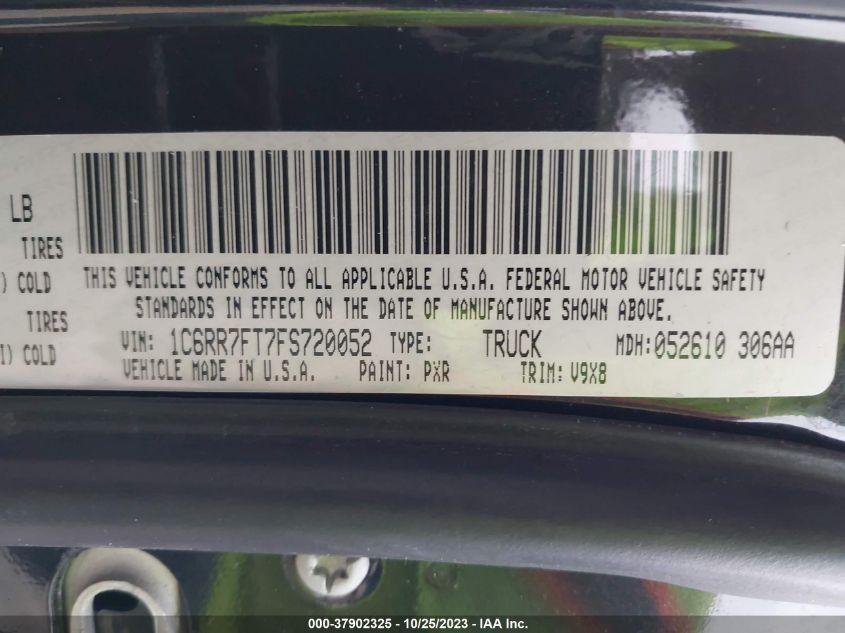 LB
TIRES
) COLD
TIRES
I) COLD
THIS VEHICLE CONFORMS TO ALL APPLICABLE U.S.A. FEDERAL MOTOR VEHICLE SAFETY
STANDARDS IN EFFECT ON THE DATE OF MANUFACTURE SHOWN ABOVE.
VIN: 1C6RR7FT7FS720052 TYPE: TRUCK MDH:052610 306AA
VEHICLE MADE IN U.S.A. PAINT: PXR TRIM: V9X8
000-37902325 - 10/25/2023 - IAA Inc.